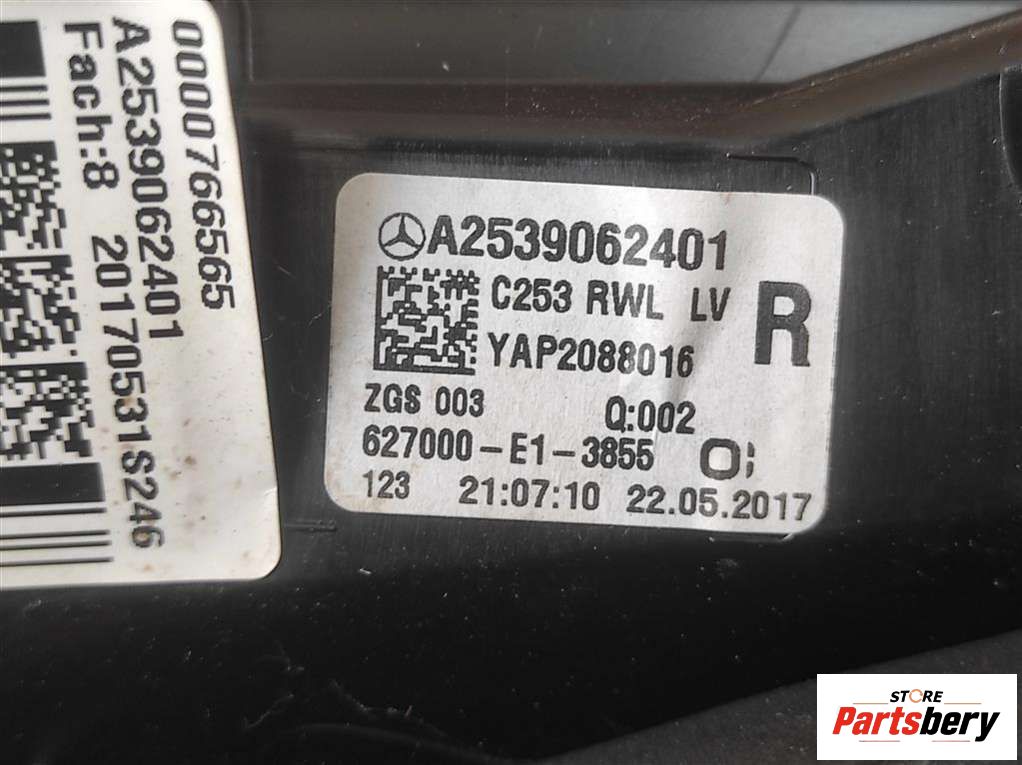 0000766565
A2539062401
Fach:8 20170531S246
A2539062401
C253 RWL LV
R
YAP2088016
ZGS 003 Q:002
627000-E1-3855 O;
123 21:07:10 22.05.2017
STORE
Partsbery